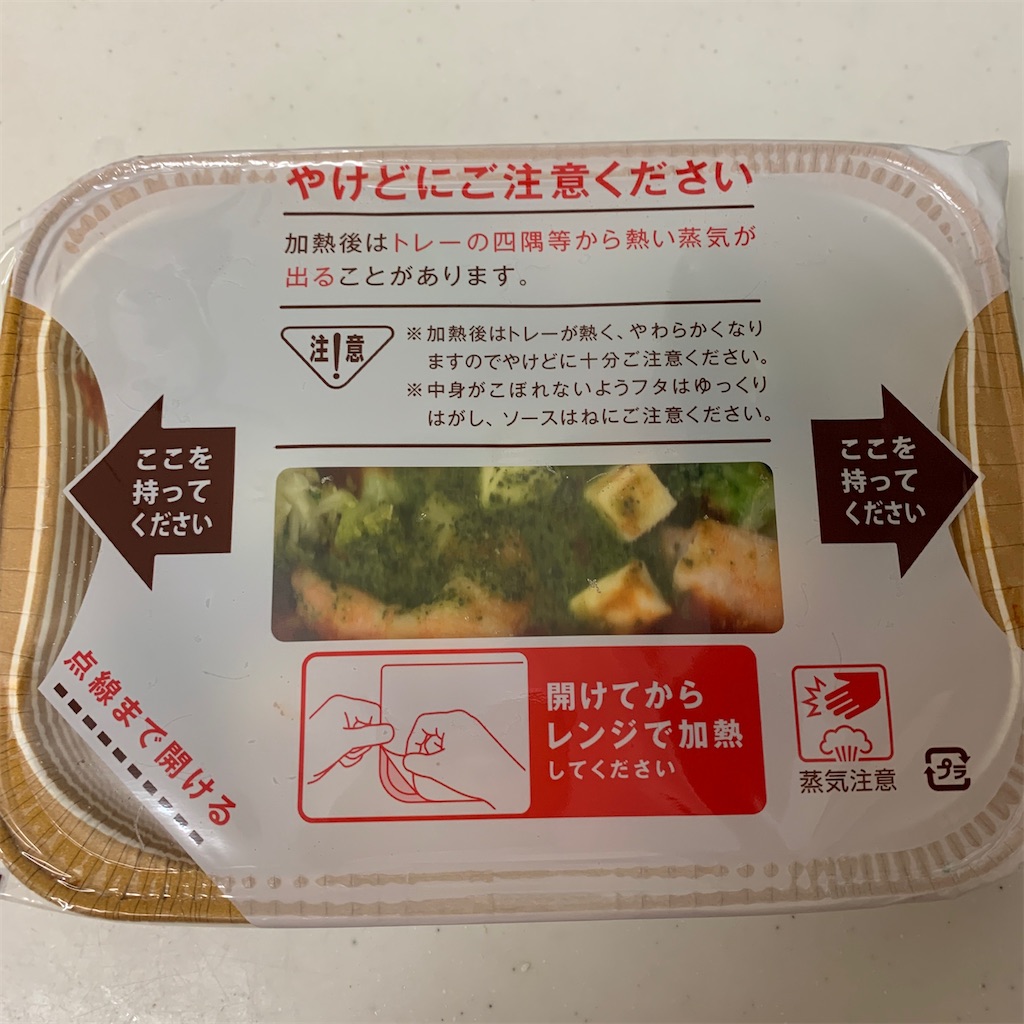 やけどにご注意ください
加熱後はトレーの四隅等から熱い蒸気が
出ることがあります。
注!意
※加熱後はトレーが熱く、やわらかくなり
ますのでやけどに十分ご注意ください。
※中身がこぼれないようフタはゆっくり
はがし、ソースはねにご注意ください。
ここを
持って
ください
ここを
持って
ください
点線まで開ける
開けてから
レンジで加熱
してください
蒸気注意
プラ